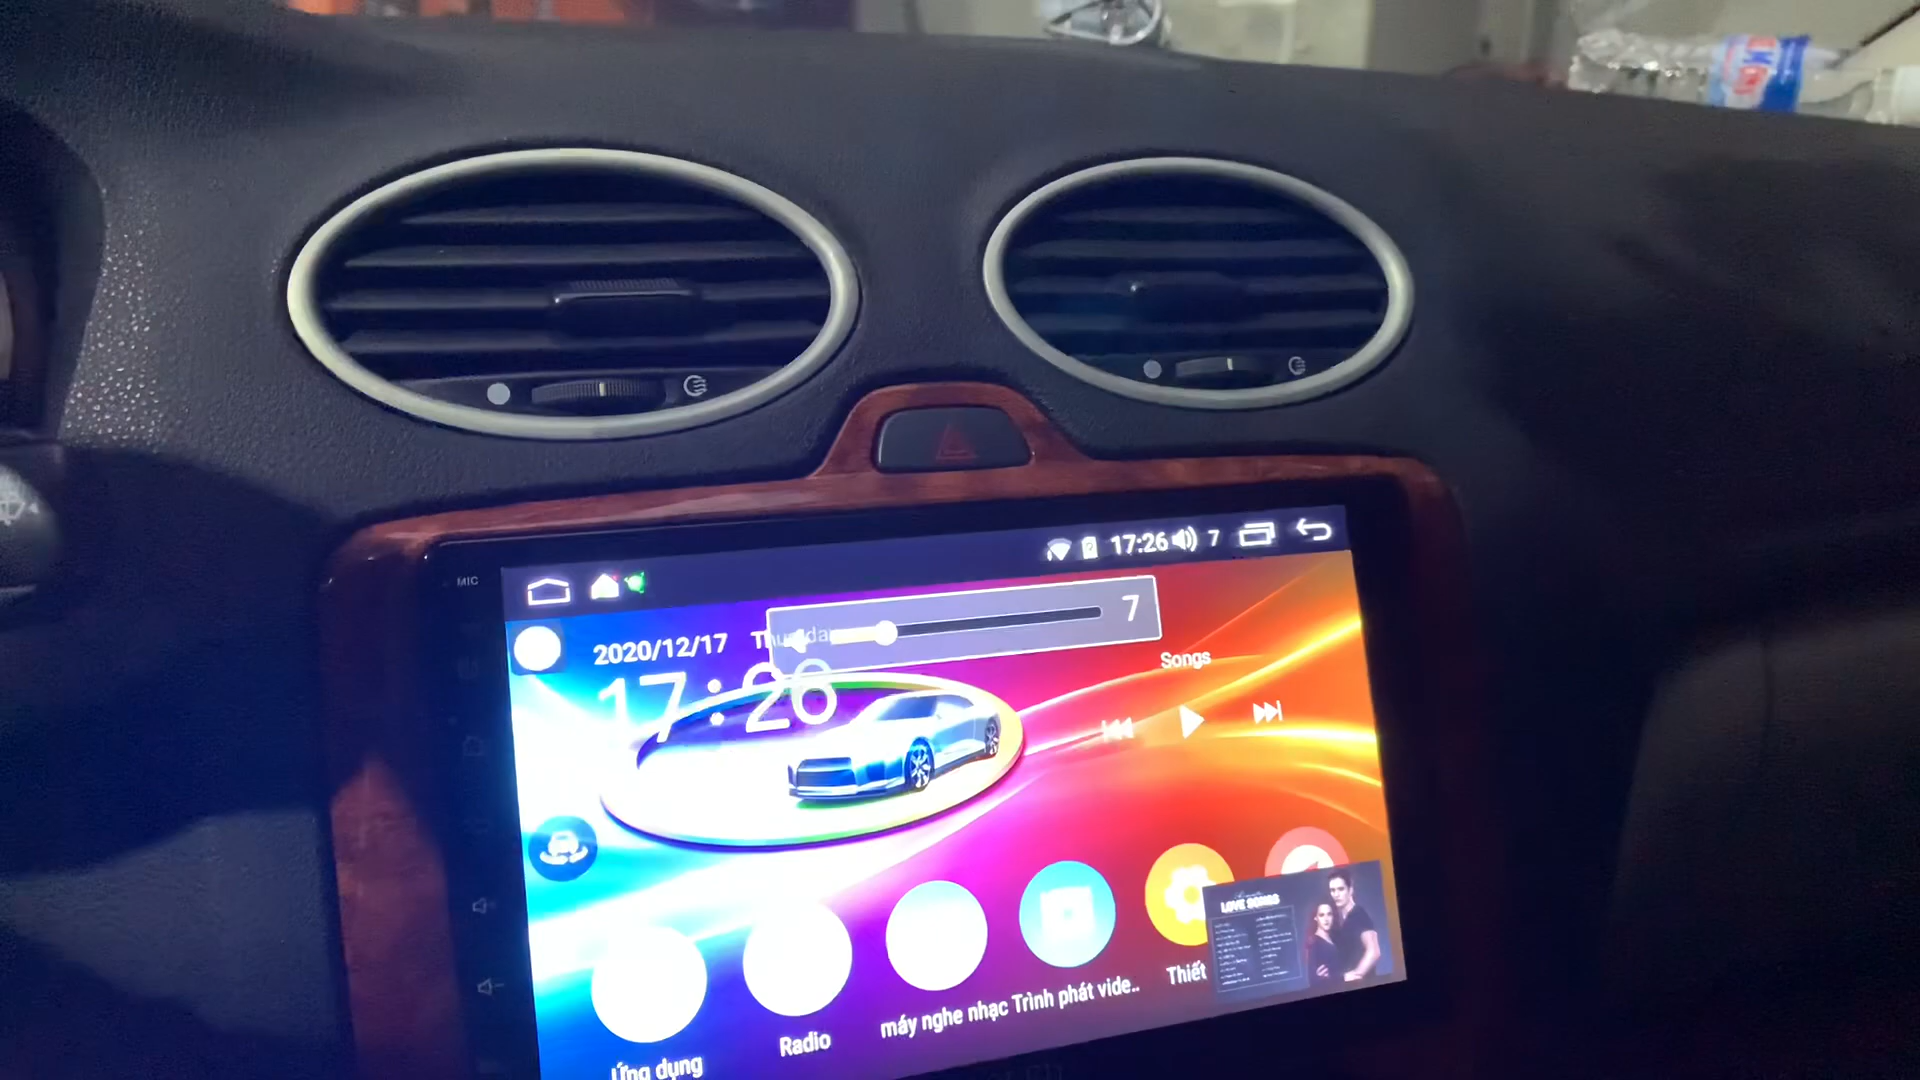 MIC
17:26 7
7
2020/12/17
17:26
Songs
LOVE SONGS
Ứng dụng
Radio
máy nghe nhạc
Trình phát vide..
Thiết